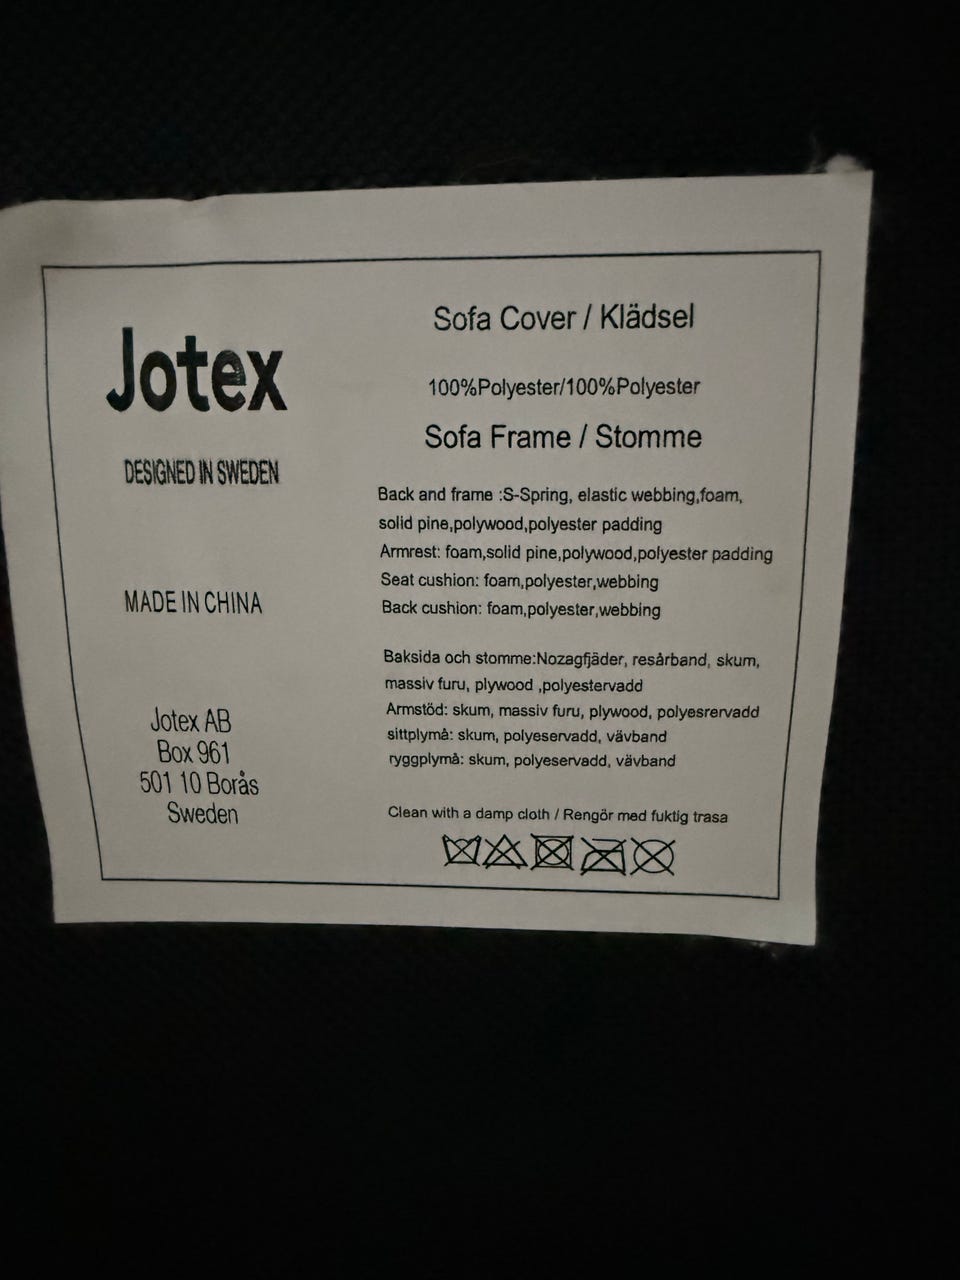 Jotex
DESIGNED IN SWEDEN
MADE IN CHINA
Jotex AB
Box 961
501 10 Borås
Sweden
Sofa Cover / Klädsel
100%Polyester/100%Polyester
Sofa Frame / Stomme
Back and frame :S-Spring, elastic webbing,foam,
solid pine,polywood,polyester padding
Armrest: foam,solid pine,polywood,polyester padding
Seat cushion: foam,polyester,webbing
Back cushion: foam,polyester,webbing
Baksida och stomme:Nozagfjäder, resårband, skum,
massiv furu, plywood ,polyestervadd
Armstöd: skum, massiv furu, plywood, polyesrervadd
sittplymå: skum, polyeservadd, vävband
ryggplymå: skum, polyeservadd, vävband
Clean with a damp cloth / Rengör med fuktig trasa